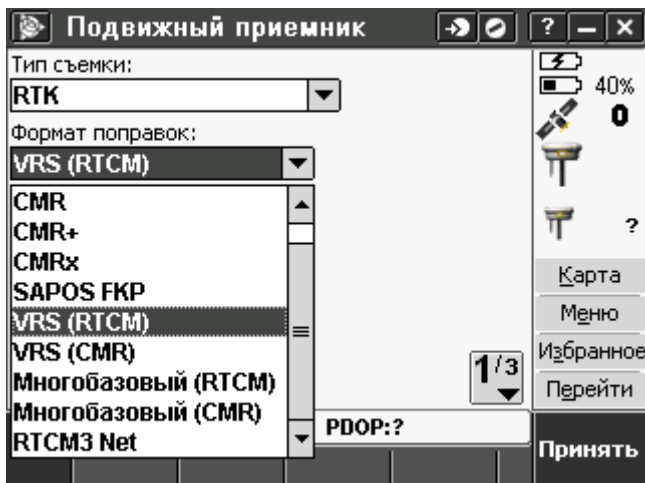 Подвижный приемник
? – ×
Тип съемки:
RTK
40%
0
Формат поправок:
VRS (RTCM)
CMR
CMR+
CMRx
SAPOS FKP
VRS (RTCM)
VRS (CMR)
Многобазовый (RTCM)
Многобазовый (CMR)
RTCM3 Net
?
Карта
Меню
Избранное
Перейти
1/3
PDOP:?
Принять